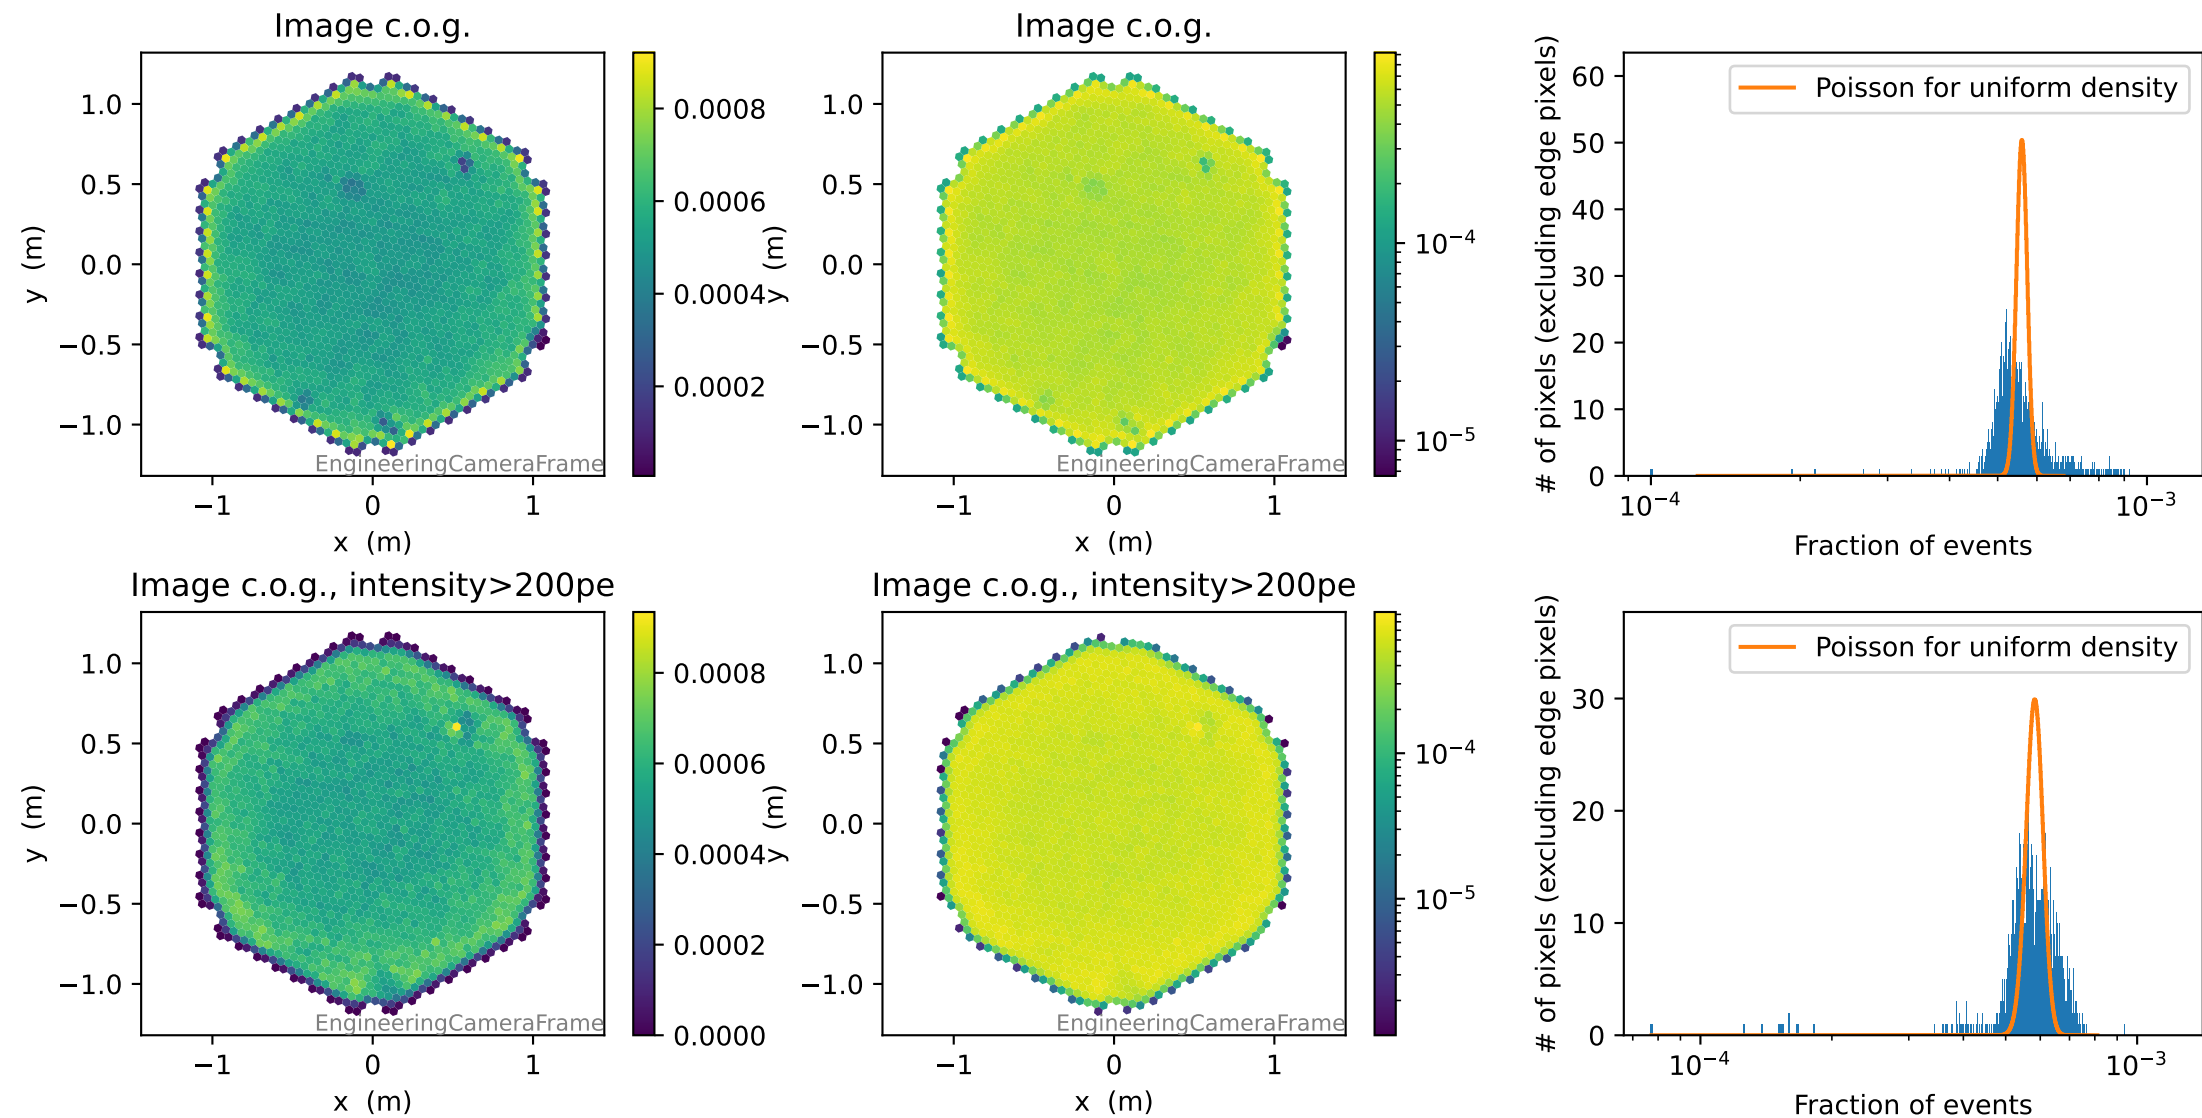 Image c.o.g.
1.0
0.5
0.0
−0.5
−1.0
y (m)
−1
0
1
x (m)
EngineeringCameraFrame
0.0008
0.0006
0.0004
0.0002
Image c.o.g.
1.0
0.5
0.0
−0.5
−1.0
y (m)
−1
0
1
x (m)
EngineeringCameraFrame
10⁻⁴
10⁻⁵
# of pixels (excluding edge pixels)
60
50
40
30
20
10
0
Poisson for uniform density
10⁻⁴
10⁻³
Fraction of events
Image c.o.g., intensity>200pe
1.0
0.5
0.0
−0.5
−1.0
y (m)
−1
0
1
x (m)
EngineeringCameraFrame
0.0008
0.0006
0.0004
0.0002
0.0000
Image c.o.g., intensity>200pe
1.0
0.5
0.0
−0.5
−1.0
y (m)
−1
0
1
x (m)
EngineeringCameraFrame
10⁻⁴
10⁻⁵
# of pixels (excluding edge pixels)
30
20
10
0
Poisson for uniform density
10⁻⁴
10⁻³
Fraction of events